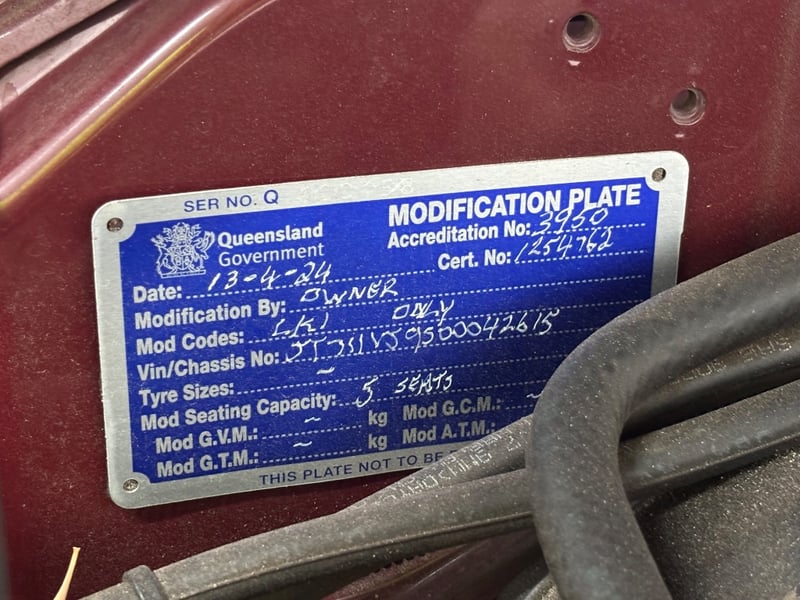 SER NO. Q
Queensland
Government
MODIFICATION PLATE
Accreditation No: 3950
Cert. No: 1254762
Date: 13-4-24
Modification By: OWNER
Mod Codes: LK1 ONLY
Vin/Chassis No:
Tyre Sizes: ~
Mod Seating Capacity: 5 SEATS
Mod G.V.M.: ~ kg Mod G.C.M.: ~
Mod G.T.M.: ~ kg Mod A.T.M.:
THIS PLATE NOT TO BE